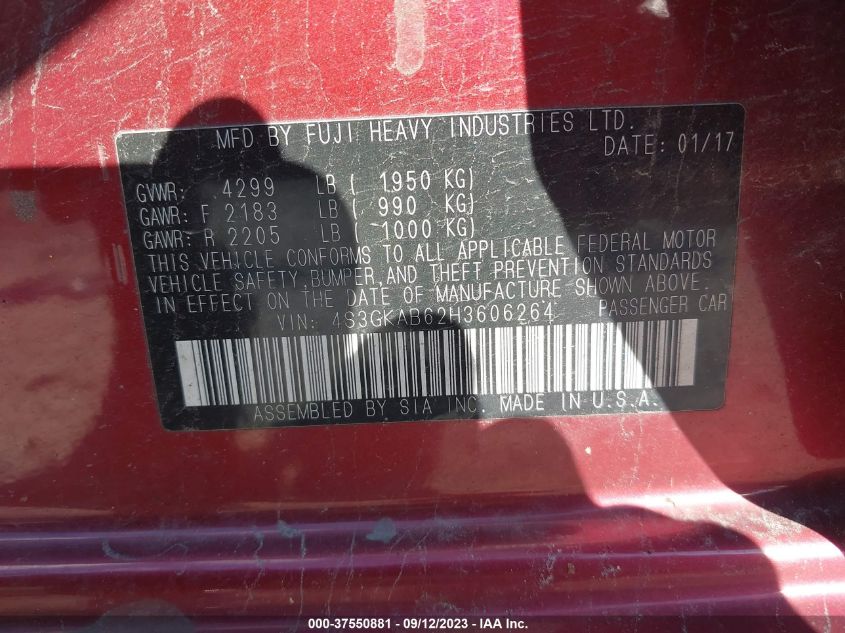 MFD BY FUJI HEAVY INDUSTRIES LTD.
DATE: 01/17
GVWR: 4299 LB ( 1950 KG)
GAWR: F 2183 LB ( 990 KG)
GAWR: R 2205 LB ( 1000 KG)
THIS VEHICLE CONFORMS TO ALL APPLICABLE FEDERAL MOTOR
VEHICLE SAFETY, BUMPER, AND THEFT PREVENTION STANDARDS
IN EFFECT ON THE DATE OF MANUFACTURE SHOWN ABOVE.
VIN: 4S3GKAB62H3606264 PASSENGER CAR
ASSEMBLED BY SIA INC. MADE IN U.S.A.
000-37550881 - 09/12/2023 - IAA Inc.